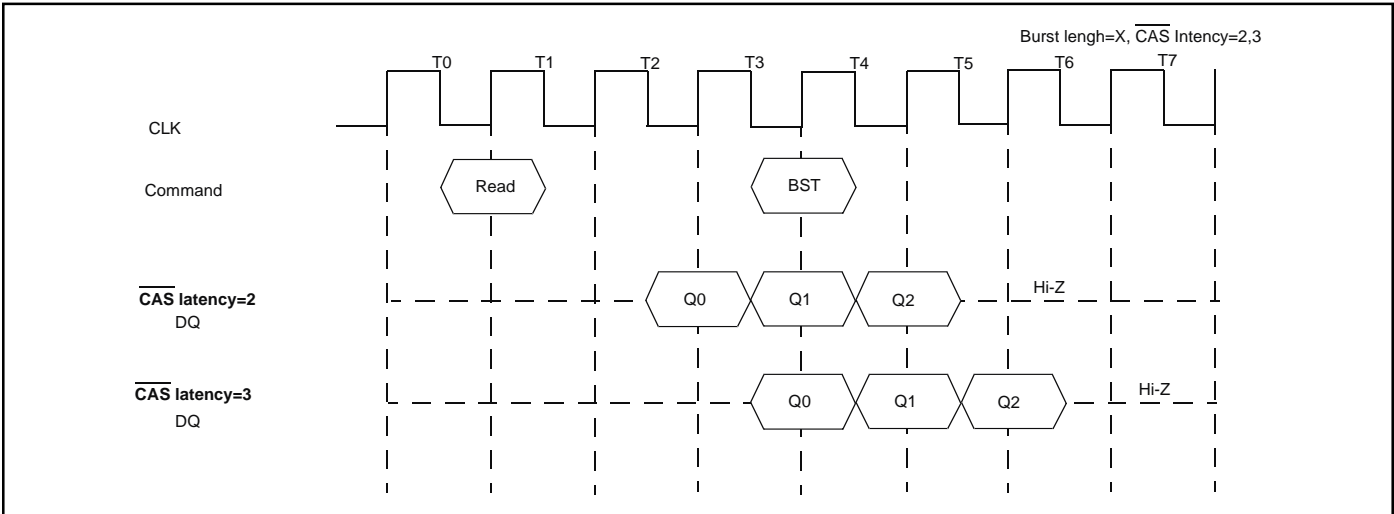 Burst lengh=X, CAS lntency=2,3
T0 T1 T2 T3 T4 T5 T6 T7
CLK
Command Read BST
CAS latency=2
DQ
Q0 Q1 Q2 Hi-Z
CAS latency=3
DQ
Q0 Q1 Q2 Hi-Z